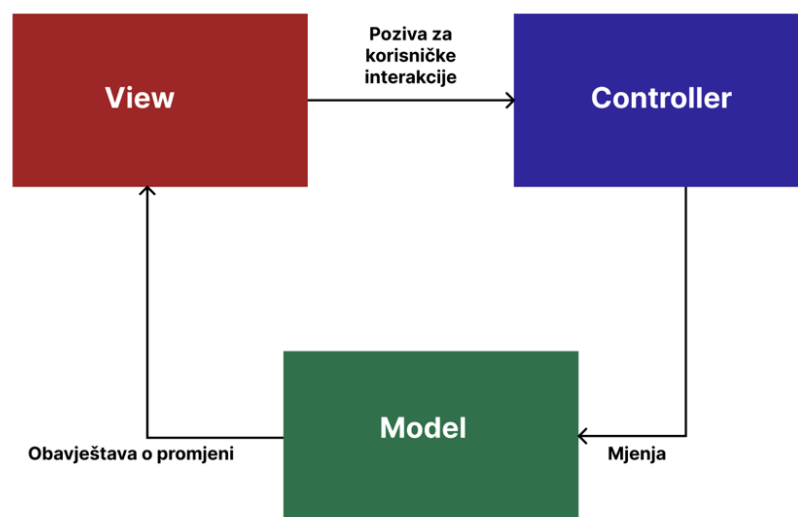 View
Poziva za
korisničke
interakcije
Controller
Model
Obavještava o promjeni
Mjenja